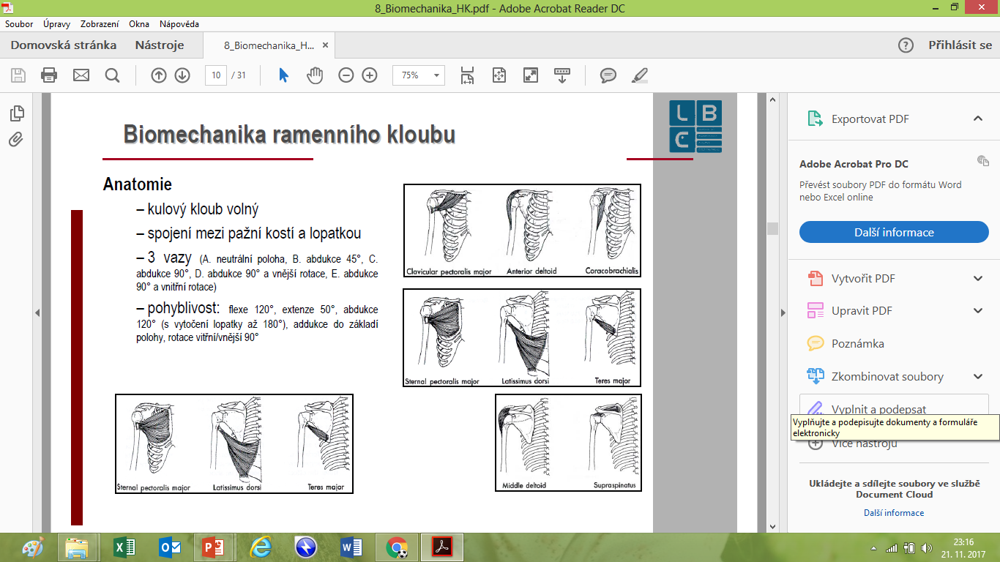 8_Biomechanika_HK.pdf - Adobe Acrobat Reader DC
Soubor Úpravy Zobrazení Okna Nápověda
Domovská stránka Nástroje 8_Biomechanika_H... × Přihlásit se
10 / 31 75%
Biomechanika ramenního kloubu
L B
C
Anatomie
– kulový kloub volný
– spojení mezi pažní kostí a lopatkou
– 3 vazy (A. neutrální poloha, B. abdukce 45°, C.
abdukce 90°, D. abdukce 90° a vnější rotace, E. abdukce
90° a vnitřní rotace)
– pohyblivost: flexe 120°, extenze 50°, abdukce
120° (s vytočení lopatky až 180°), addukce do základí
polohy, rotace vitřní/vnější 90°
Clavicular pectoralis major Anterior deltoid Coracobrachialis
Sternal pectoralis major Latissimus dorsi Teres major
Sternal pectoralis major Latissimus dorsi Teres major
Middle deltoid Supraspinatus
Exportovat PDF
Adobe Acrobat Pro DC
Převést soubory PDF do formátu Word
nebo Excel online
Další informace
Vytvořit PDF
Upravit PDF
Poznámka
Zkombinovat soubory
Vyplnit a podepsat
Vyplňujte a podepisujte dokumenty a formuláře
elektronicky
Více nástrojů
Ukládejte a sdílejte soubory ve službě
Document Cloud
Další informace
23:16
21. 11. 2017